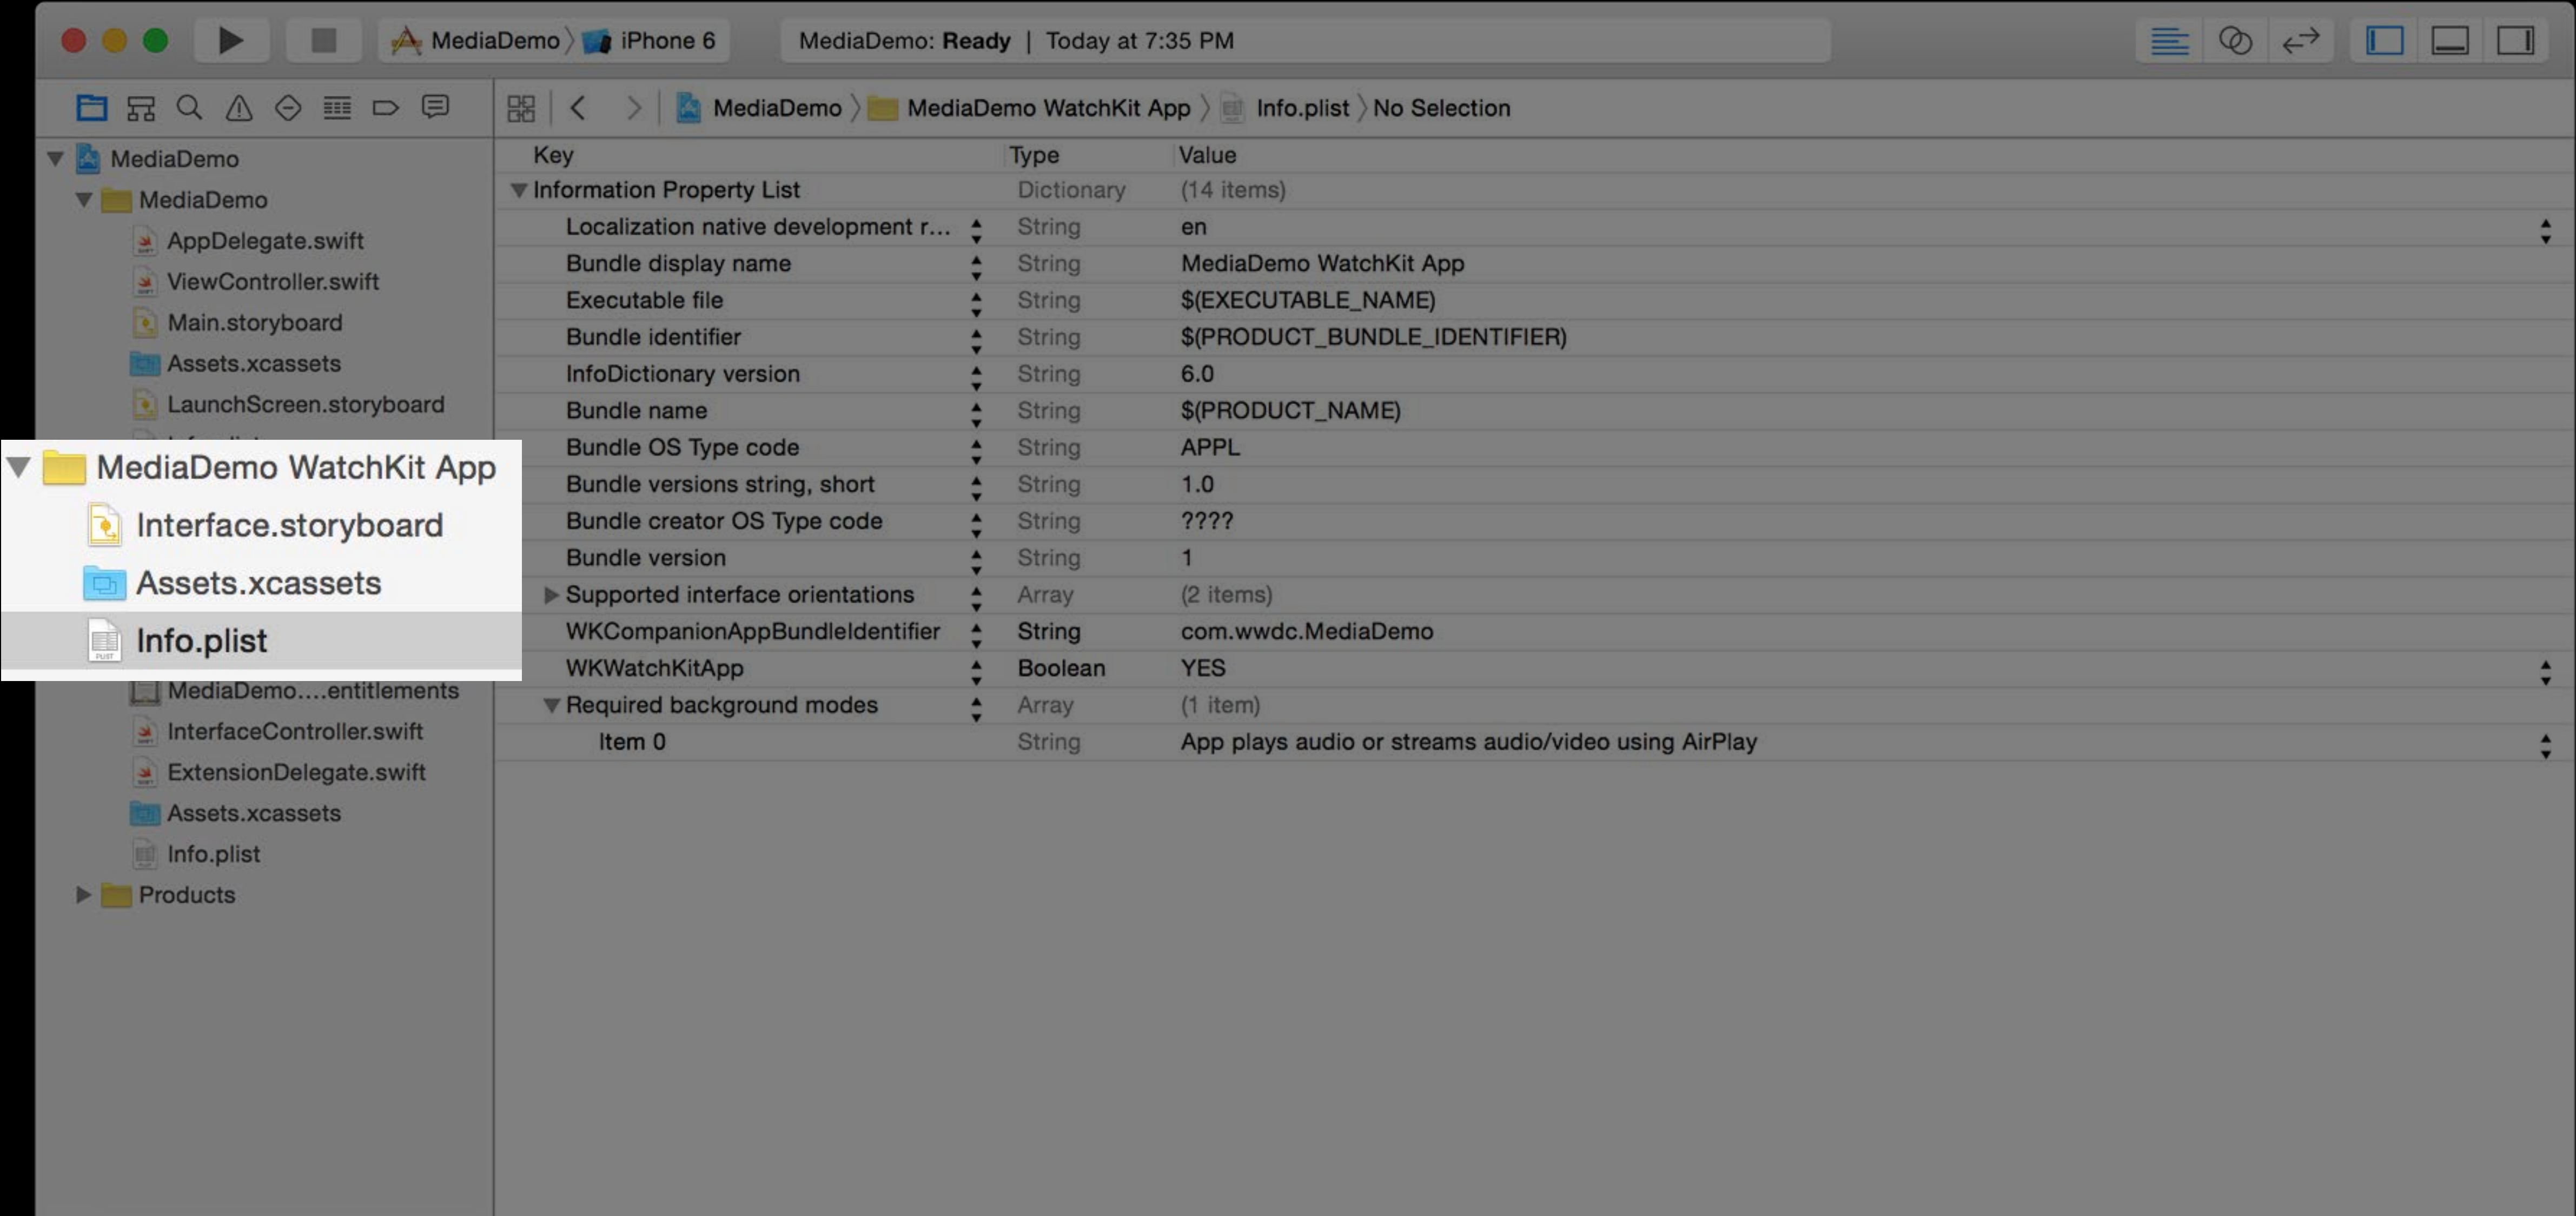 MediaDemo iPhone 6
MediaDemo: Ready | Today at 7:35 PM
MediaDemo MediaDemo WatchKit App Info.plist No Selection
MediaDemo
MediaDemo
AppDelegate.swift
ViewController.swift
Main.storyboard
Assets.xcassets
LaunchScreen.storyboard
MediaDemo WatchKit App
Interface.storyboard
Assets.xcassets
Info.plist
MediaDemo....entitlements
InterfaceController.swift
ExtensionDelegate.swift
Assets.xcassets
Info.plist
Products
Key Type Value
Information Property List Dictionary (14 items)
Localization native development r... String en
Bundle display name String MediaDemo WatchKit App
Executable file String $(EXECUTABLE_NAME)
Bundle identifier String $(PRODUCT_BUNDLE_IDENTIFIER)
InfoDictionary version String 6.0
Bundle name String $(PRODUCT_NAME)
Bundle OS Type code String APPL
Bundle versions string, short String 1.0
Bundle creator OS Type code String ????
Bundle version String 1
Supported interface orientations Array (2 items)
WKCompanionAppBundleIdentifier String com.wwdc.MediaDemo
WKWatchKitApp Boolean YES
Required background modes Array (1 item)
Item 0 String App plays audio or streams audio/video using AirPlay